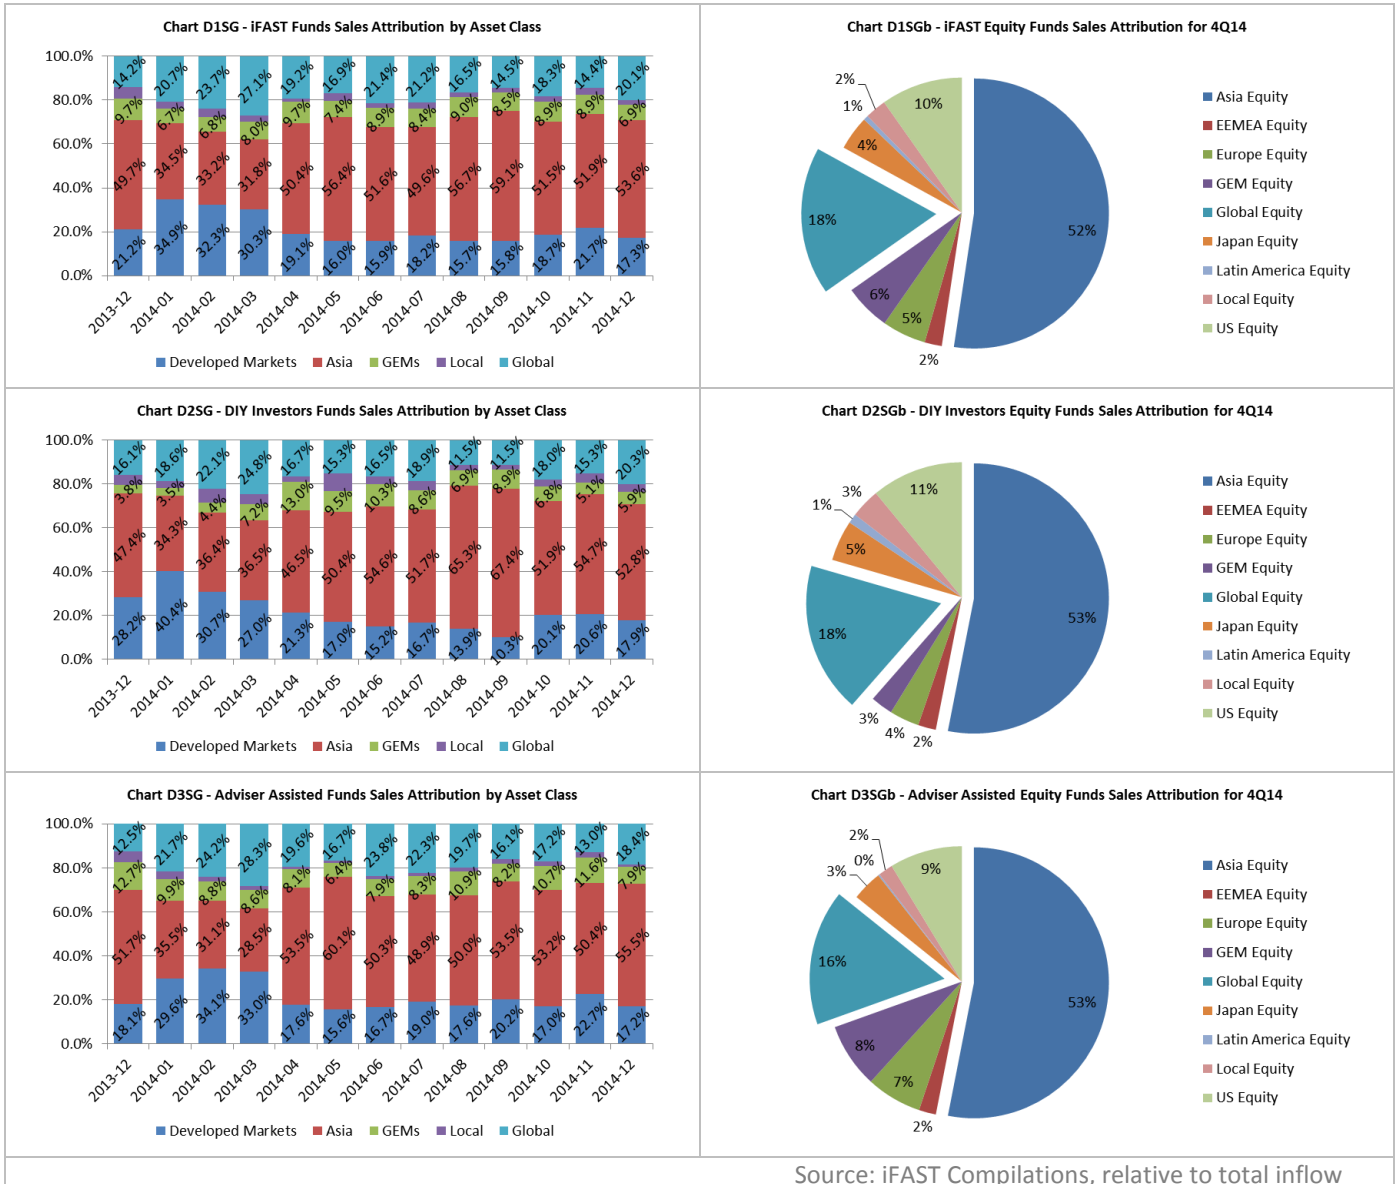 Chart D1SG - iFAST Funds Sales Attribution by Asset Class
100.0%
80.0%
60.0%
40.0%
20.0%
0.0%
14.2% 20.7% 23.7% 27.1% 19.2% 16.9% 21.4% 21.2% 16.5% 14.5% 18.3% 14.4% 20.1%
9.7% 6.7% 6.8% 8.0% 9.7% 7.4% 8.9% 8.4% 9.0% 8.5% 8.9% 8.9% 6.9%
49.7% 34.5% 33.2% 31.8% 50.4% 56.4% 51.6% 49.6% 56.7% 59.1% 51.5% 51.9% 53.6%
21.2% 34.9% 32.3% 30.3% 19.1% 16.0% 15.9% 18.2% 15.7% 15.8% 18.7% 21.7% 17.3%
2013-12 2014-01 2014-02 2014-03 2014-04 2014-05 2014-06 2014-07 2014-08 2014-09 2014-10 2014-11 2014-12
Developed Markets Asia GEMs Local Global
Chart D1SGb - iFAST Equity Funds Sales Attribution for 4Q14
2%
1%
10%
4%
18%
52%
6%
5%
2%
Asia Equity
EEMEA Equity
Europe Equity
GEM Equity
Global Equity
Japan Equity
Latin America Equity
Local Equity
US Equity
Chart D2SG - DIY Investors Funds Sales Attribution by Asset Class
100.0%
80.0%
60.0%
40.0%
20.0%
0.0%
16.1% 18.6% 22.1% 24.8% 16.7% 15.3% 16.5% 18.9% 11.5% 11.5% 18.0% 15.3% 20.3%
3.8% 3.5% 4.4% 7.2% 13.0% 9.5% 10.3% 8.6% 6.9% 8.9% 6.8% 5.1% 5.9%
47.4% 34.3% 36.4% 36.5% 46.5% 50.4% 54.6% 51.7% 65.3% 67.4% 51.9% 54.7% 52.8%
28.2% 40.4% 30.7% 27.0% 21.3% 17.0% 15.2% 16.7% 13.9% 10.3% 20.1% 20.6% 17.9%
2013-12 2014-01 2014-02 2014-03 2014-04 2014-05 2014-06 2014-07 2014-08 2014-09 2014-10 2014-11 2014-12
Developed Markets Asia GEMs Local Global
Chart D2SGb - DIY Investors Equity Funds Sales Attribution for 4Q14
3%
1%
11%
5%
18%
53%
3%
4%
2%
Asia Equity
EEMEA Equity
Europe Equity
GEM Equity
Global Equity
Japan Equity
Latin America Equity
Local Equity
US Equity
Chart D3SG - Adviser Assisted Funds Sales Attribution by Asset Class
100.0%
80.0%
60.0%
40.0%
20.0%
0.0%
12.5% 21.7% 24.2% 28.3% 19.6% 16.7% 23.8% 22.3% 19.7% 16.1% 17.2% 13.0% 18.4%
12.7% 9.9% 8.8% 8.6% 8.1% 6.4% 7.9% 8.3% 10.9% 8.2% 10.7% 11.6% 7.9%
51.7% 35.5% 31.1% 28.5% 53.5% 60.1% 50.3% 48.9% 50.0% 53.5% 53.2% 50.4% 55.5%
18.1% 29.6% 34.1% 33.0% 17.6% 15.6% 16.7% 19.0% 17.6% 20.2% 17.0% 22.7% 17.2%
2013-12 2014-01 2014-02 2014-03 2014-04 2014-05 2014-06 2014-07 2014-08 2014-09 2014-10 2014-11 2014-12
Developed Markets Asia GEMs Local Global
Chart D3SGb - Adviser Assisted Equity Funds Sales Attribution for 4Q14
2%
0%
3%
9%
16%
53%
8%
7%
2%
Asia Equity
EEMEA Equity
Europe Equity
GEM Equity
Global Equity
Japan Equity
Latin America Equity
Local Equity
US Equity
Source: iFAST Compilations, relative to total inflow